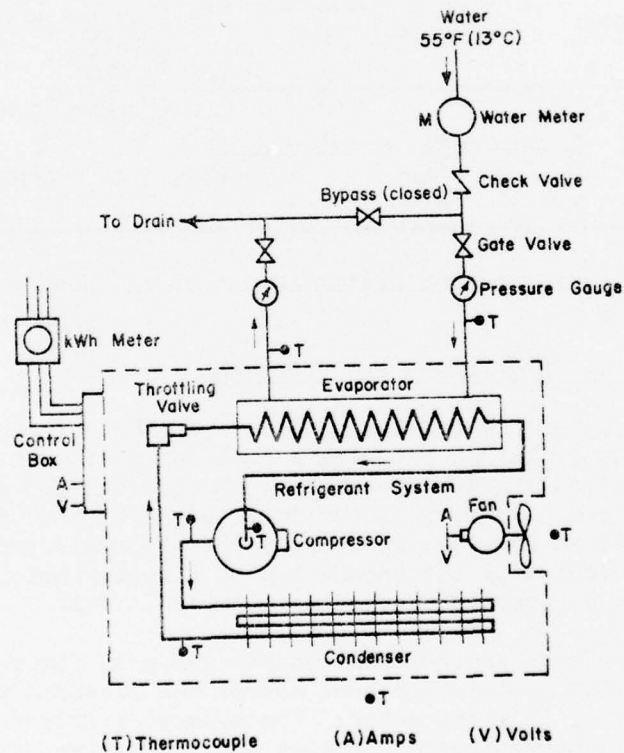 Water
55°F (13°C)
M
Water Meter
Check Valve
Bypass (closed)
To Drain
Gate Valve
Pressure Gauge
T
T
kWh Meter
Throttling
Valve
Evaporator
Control
Box
A
V
Refrigerant System
T
T
Compressor
A
Fan
V
T
T
Condenser
T
(T) Thermocouple
(A) Amps
(V) Volts